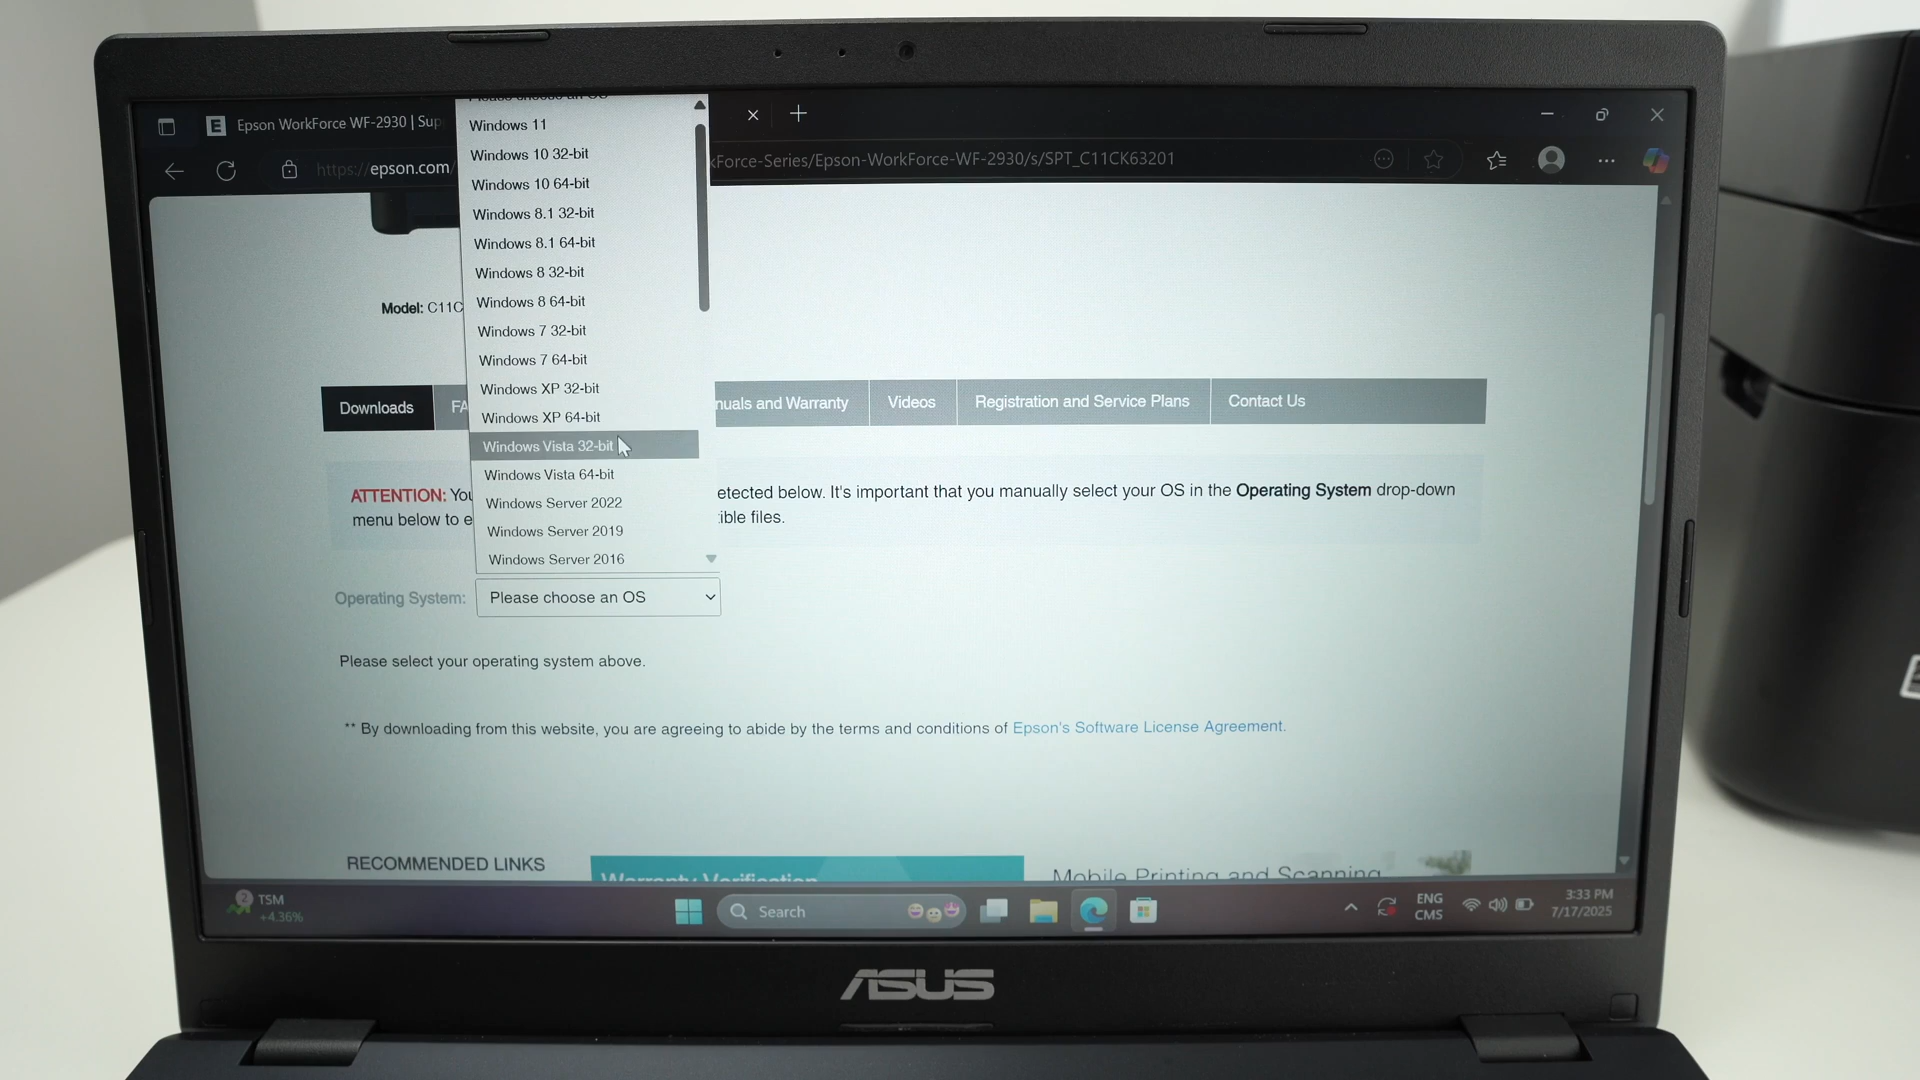 Epson WorkForce WF-2930 | Sup
https://epson.com/
kForce-Series/Epson-WorkForce-WF-2930/s/SPT_C11CK63201
Please choose an OS
Windows 11
Windows 10 32-bit
Windows 10 64-bit
Windows 8.1 32-bit
Windows 8.1 64-bit
Windows 8 32-bit
Windows 8 64-bit
Windows 7 32-bit
Windows 7 64-bit
Windows XP 32-bit
Windows XP 64-bit
Windows Vista 32-bit
Windows Vista 64-bit
Windows Server 2022
Windows Server 2019
Windows Server 2016
Model: C11C
Downloads FA nuals and Warranty Videos Registration and Service Plans Contact Us
ATTENTION: You etected below. It's important that you manually select your OS in the Operating System drop-down
menu below to e ible files.
Operating System: Please choose an OS
Please select your operating system above.
** By downloading from this website, you are agreeing to abide by the terms and conditions of Epson's Software License Agreement.
RECOMMENDED LINKS
Warranty Verification
Mobile Printing and Scanning
2 TSM
+4.36%
Search
ENG
CMS
3:33 PM
7/17/2025
ASUS